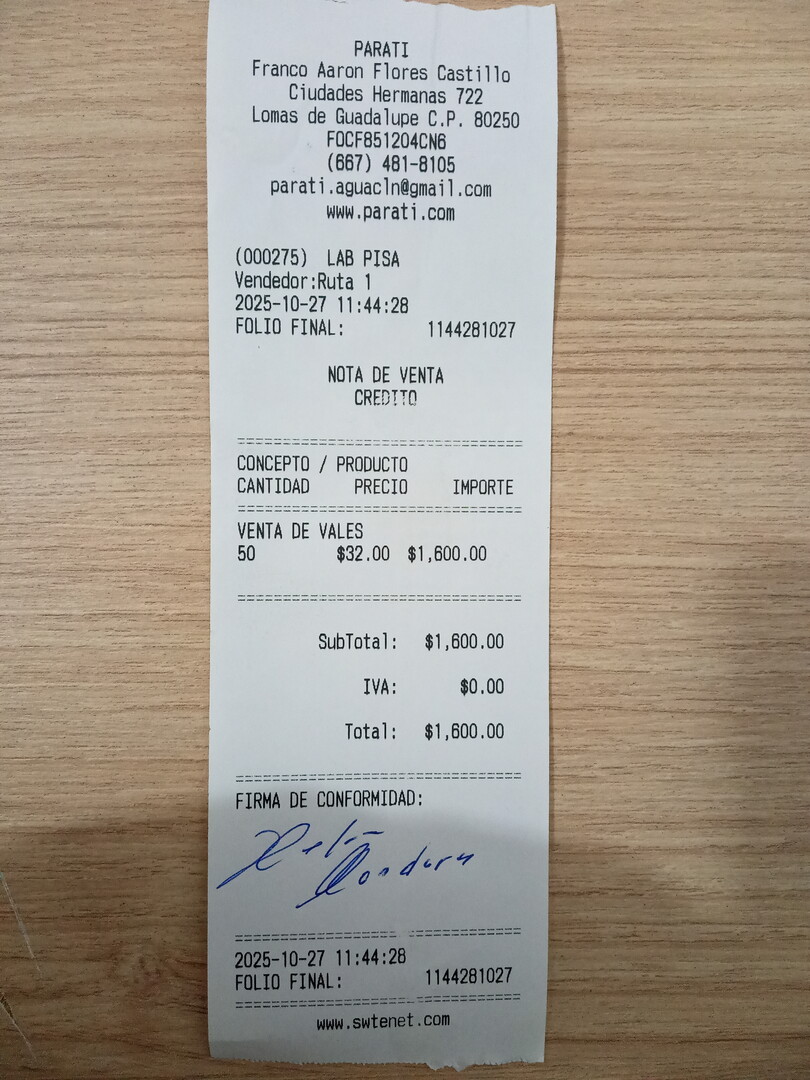 PARATI
Franco Aaron Flores Castillo
Ciudades Hermanas 722
Lomas de Guadalupe C.P. 80250
FOCF851204CN6
(667) 481-8105
parati.aguacln@gmail.com
www.parati.com
(000275) LAB PISA
Vendedor:Ruta 1
2025-10-27 11:44:28
FOLIO FINAL: 1144281027
NOTA DE VENTA
CREDITO
CONCEPTO / PRODUCTO
CANTIDAD PRECIO IMPORTE
VENTA DE VALES
50 $32.00 $1,600.00
SubTotal: $1,600.00
IVA: $0.00
Total: $1,600.00
FIRMA DE CONFORMIDAD:
2025-10-27 11:44:28
FOLIO FINAL: 1144281027
www.swtenet.com